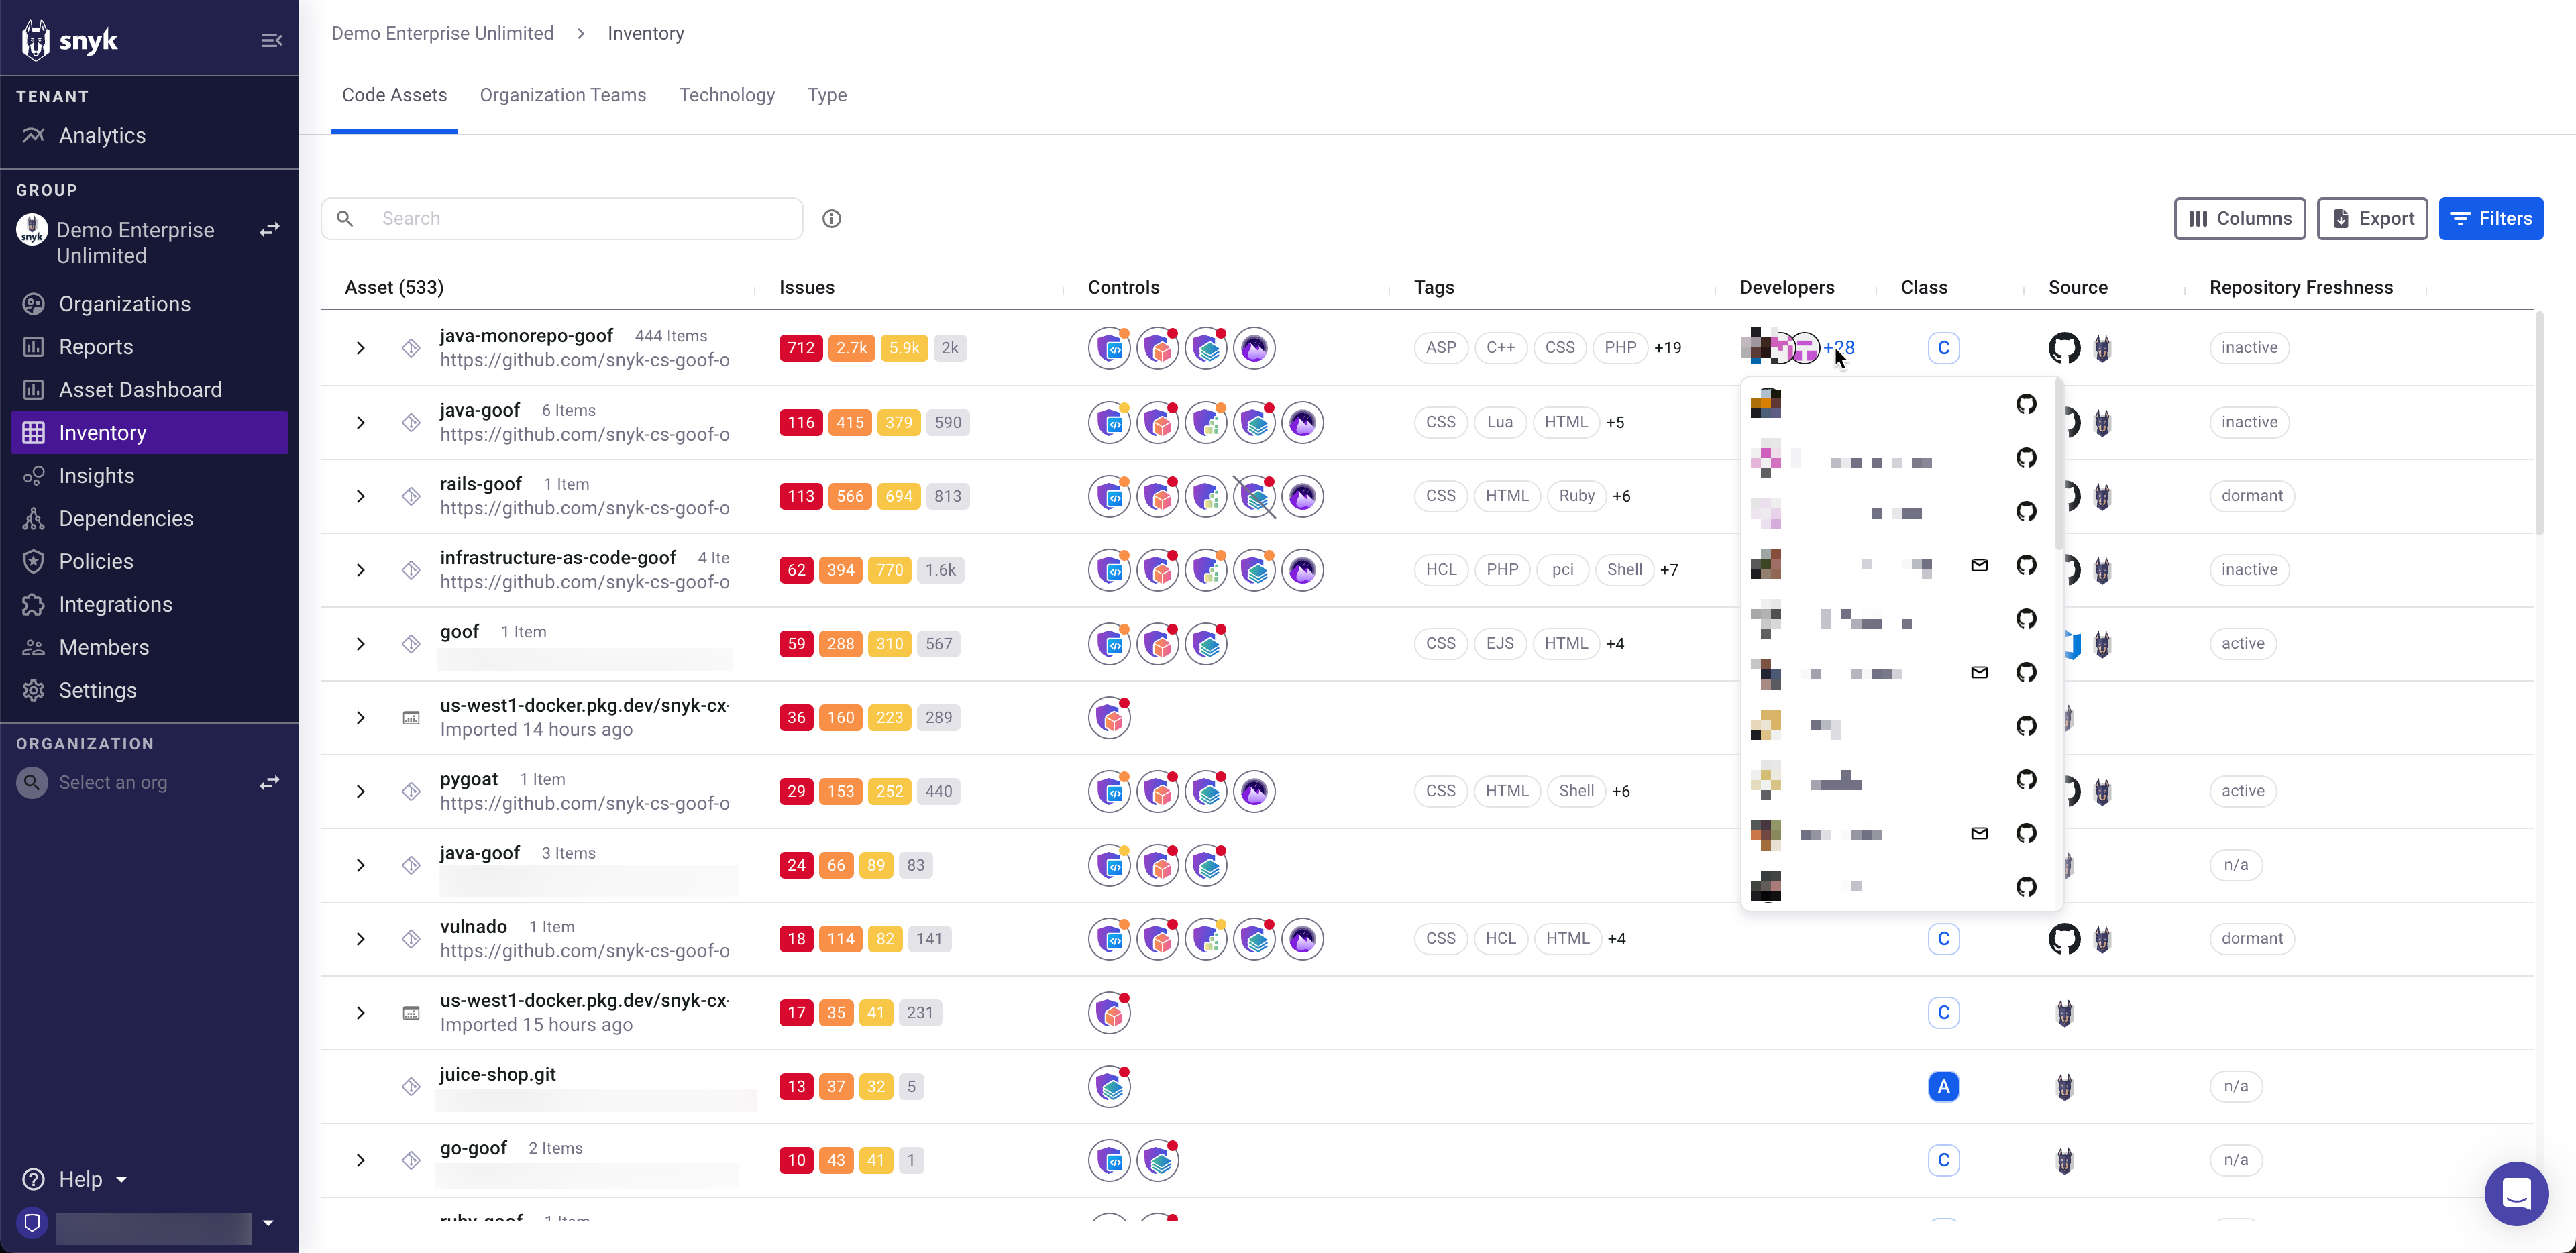 snyk
TENANT
Analytics
GROUP
snyk
Demo Enterprise
Unlimited
Organizations
Reports
Asset Dashboard
Inventory
Insights
Dependencies
Policies
Integrations
Members
Settings
ORGANIZATION
Select an org
Help
Demo Enterprise Unlimited > Inventory
Code Assets Organization Teams Technology Type
Search
Columns Export Filters
Asset (533) Issues Controls Tags Developers Class Source Repository Freshness
java-monorepo-goof 444 Items
https://github.com/snyk-cs-goof-o
712 2.7k 5.9k 2k ASP C++ CSS PHP +19 +28 C inactive
java-goof 6 Items
https://github.com/snyk-cs-goof-o
116 415 379 590 CSS Lua HTML +5 inactive
rails-goof 1 Item
https://github.com/snyk-cs-goof-o
113 566 694 813 CSS HTML Ruby +6 dormant
infrastructure-as-code-goof 4 Ite
https://github.com/snyk-cs-goof-o
62 394 770 1.6k HCL PHP pci Shell +7 inactive
goof 1 Item
59 288 310 567 CSS EJS HTML +4 active
us-west1-docker.pkg.dev/snyk-cx-
Imported 14 hours ago
36 160 223 289
pygoat 1 Item
https://github.com/snyk-cs-goof-o
29 153 252 440 CSS HTML Shell +6 active
java-goof 3 Items
24 66 89 83 n/a
vulnado 1 Item
https://github.com/snyk-cs-goof-o
18 114 82 141 CSS HCL HTML +4 C dormant
us-west1-docker.pkg.dev/snyk-cx-
Imported 15 hours ago
17 35 41 231 C
juice-shop.git
13 37 32 5 A n/a
go-goof 2 Items
10 43 41 1 C n/a
ruby-goof 1 Item